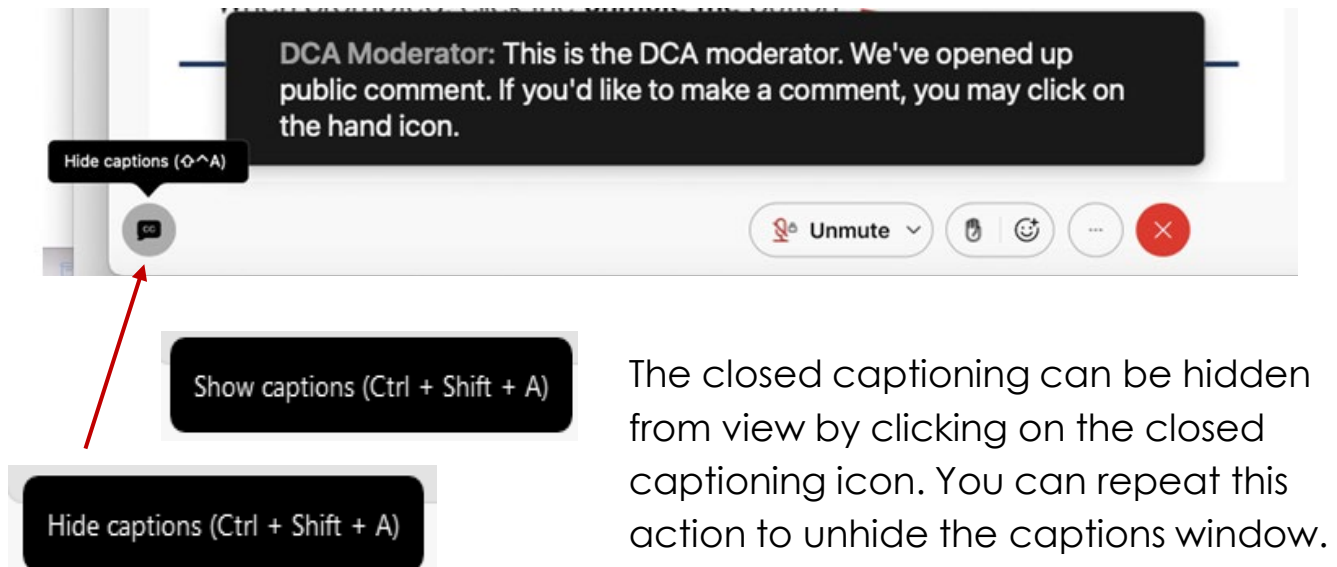 DCA Moderator: This is the DCA moderator. We've opened up
public comment. If you'd like to make a comment, you may click on
the hand icon.
Hide captions (⇧^A)
CC
Unmute
Show captions (Ctrl + Shift + A)
Hide captions (Ctrl + Shift + A)
The closed captioning can be hidden
from view by clicking on the closed
captioning icon. You can repeat this
action to unhide the captions window.